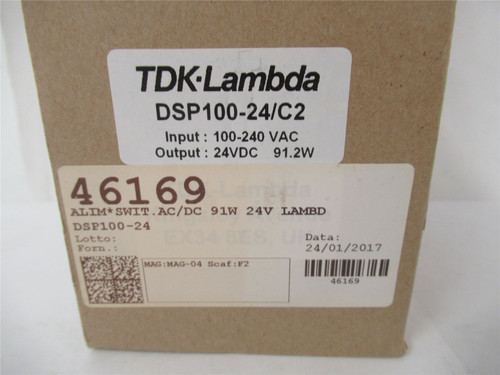 TDK·Lambda
DSP100-24/C2
Input : 100-240 VAC
Output : 24VDC 91.2W
46169
ALIM*SWIT.AC/DC 91W 24V LAMBD
DSP100-24
Lotto:
Forn.:
Data:
24/01/2017
MAG:MAG-04 Scaf:F2
46169